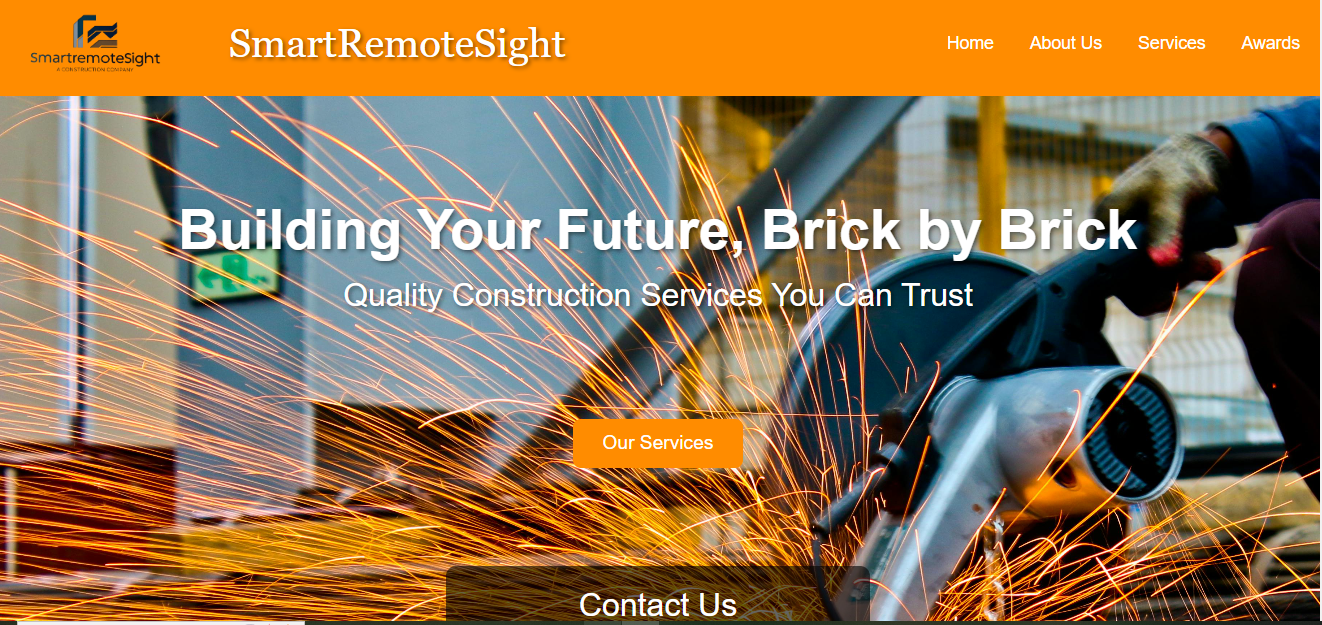 SmartremoteSight
A CONSTRUCTION COMPANY
SmartRemoteSight
Home About Us Services Awards
Building Your Future, Brick by Brick
Quality Construction Services You Can Trust
Our Services
Contact Us